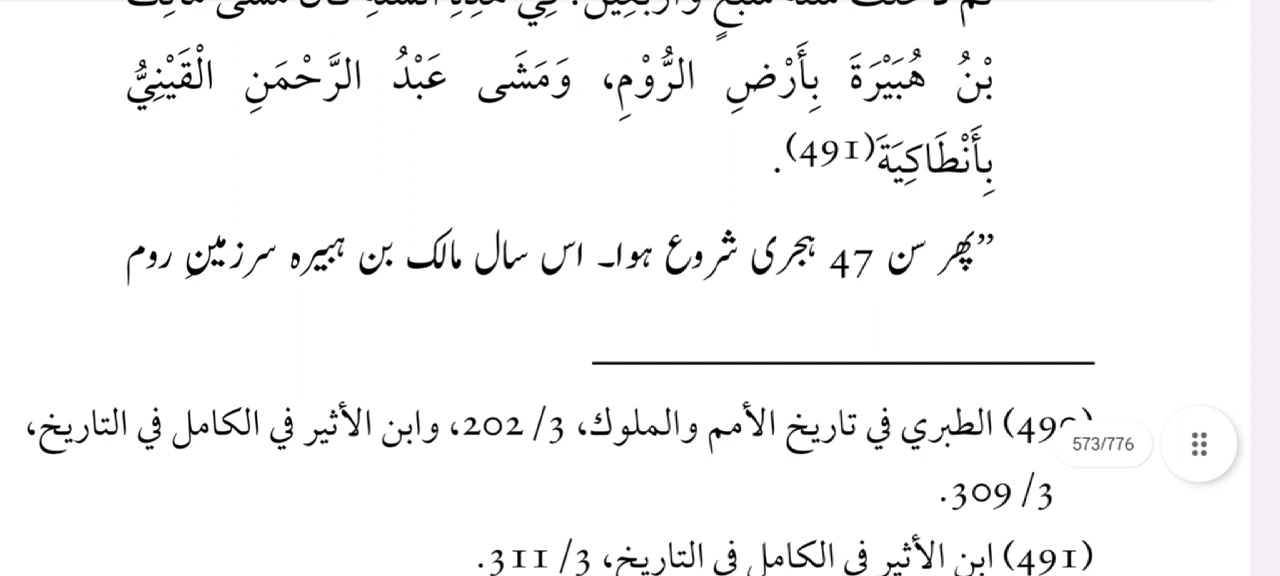 بْنُ هُبَيْرَةَ بِأَرْضِ الرُّوْمِ، وَمَشَى عَبْدُ الرَّحْمَنِ الْقَيْنِيُّ
بِأَنْطَاكِيَةَ(491).
”پھر سن 47 ہجری شروع ہوا۔ اس سال مالک بن ہبیرہ سرزمینِ روم
الطبري في تاريخ الأمم والملوك، 3/ 202، وابن الأثير في الكامل في التاريخ،
573/776
3/ 309.
(491) ابن الأثير في الكامل في التاريخ، 3/ 311.